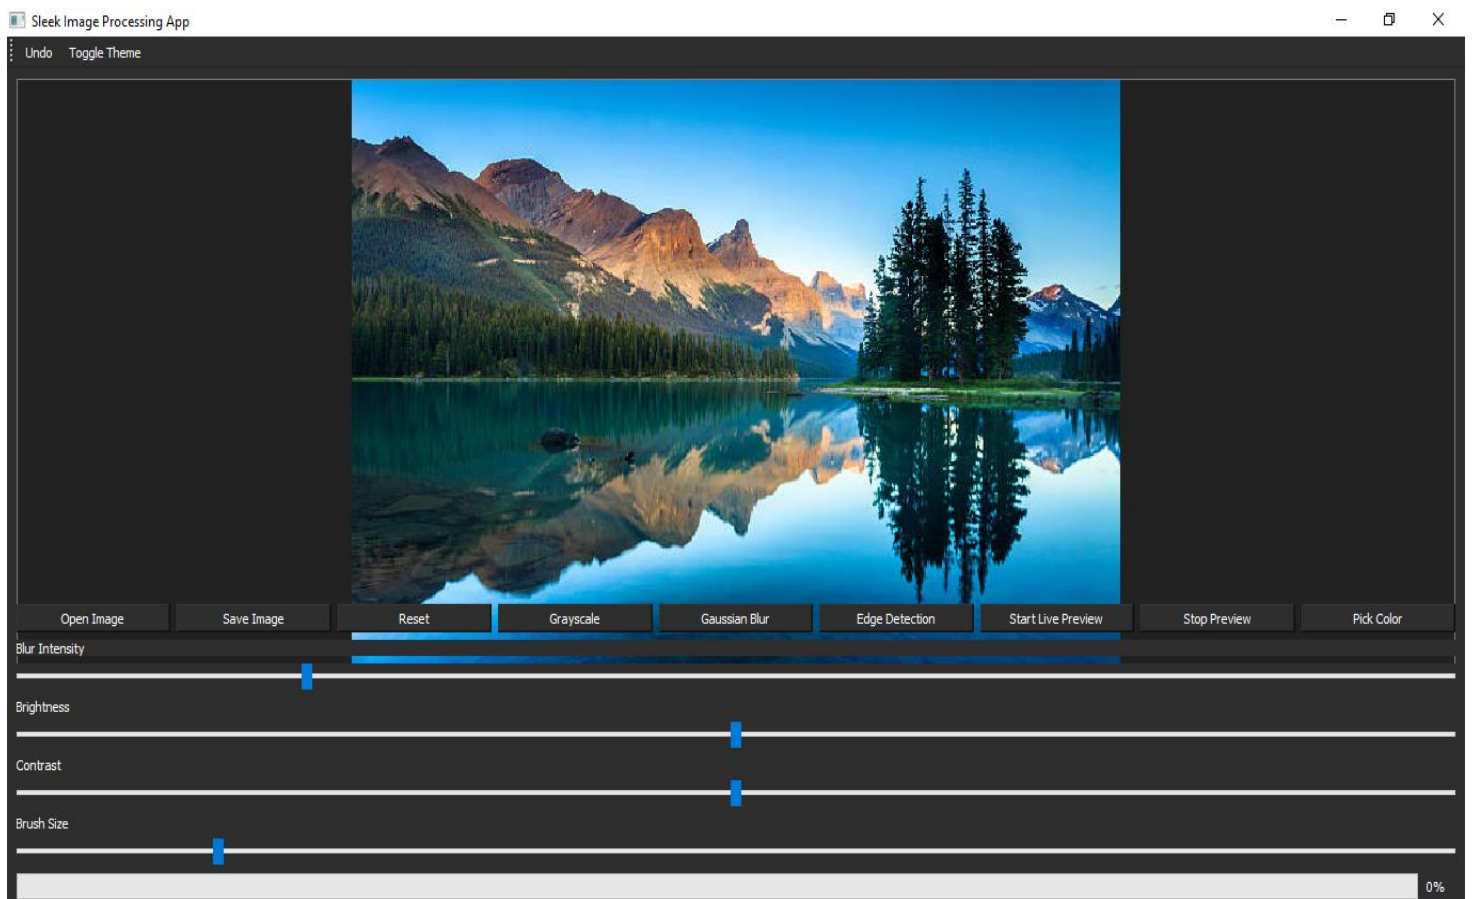 Sleek Image Processing App
Undo Toggle Theme
Open Image Save Image Reset Grayscale Gaussian Blur Edge Detection Start Live Preview Stop Preview Pick Color
Blur Intensity
Brightness
Contrast
Brush Size
0%